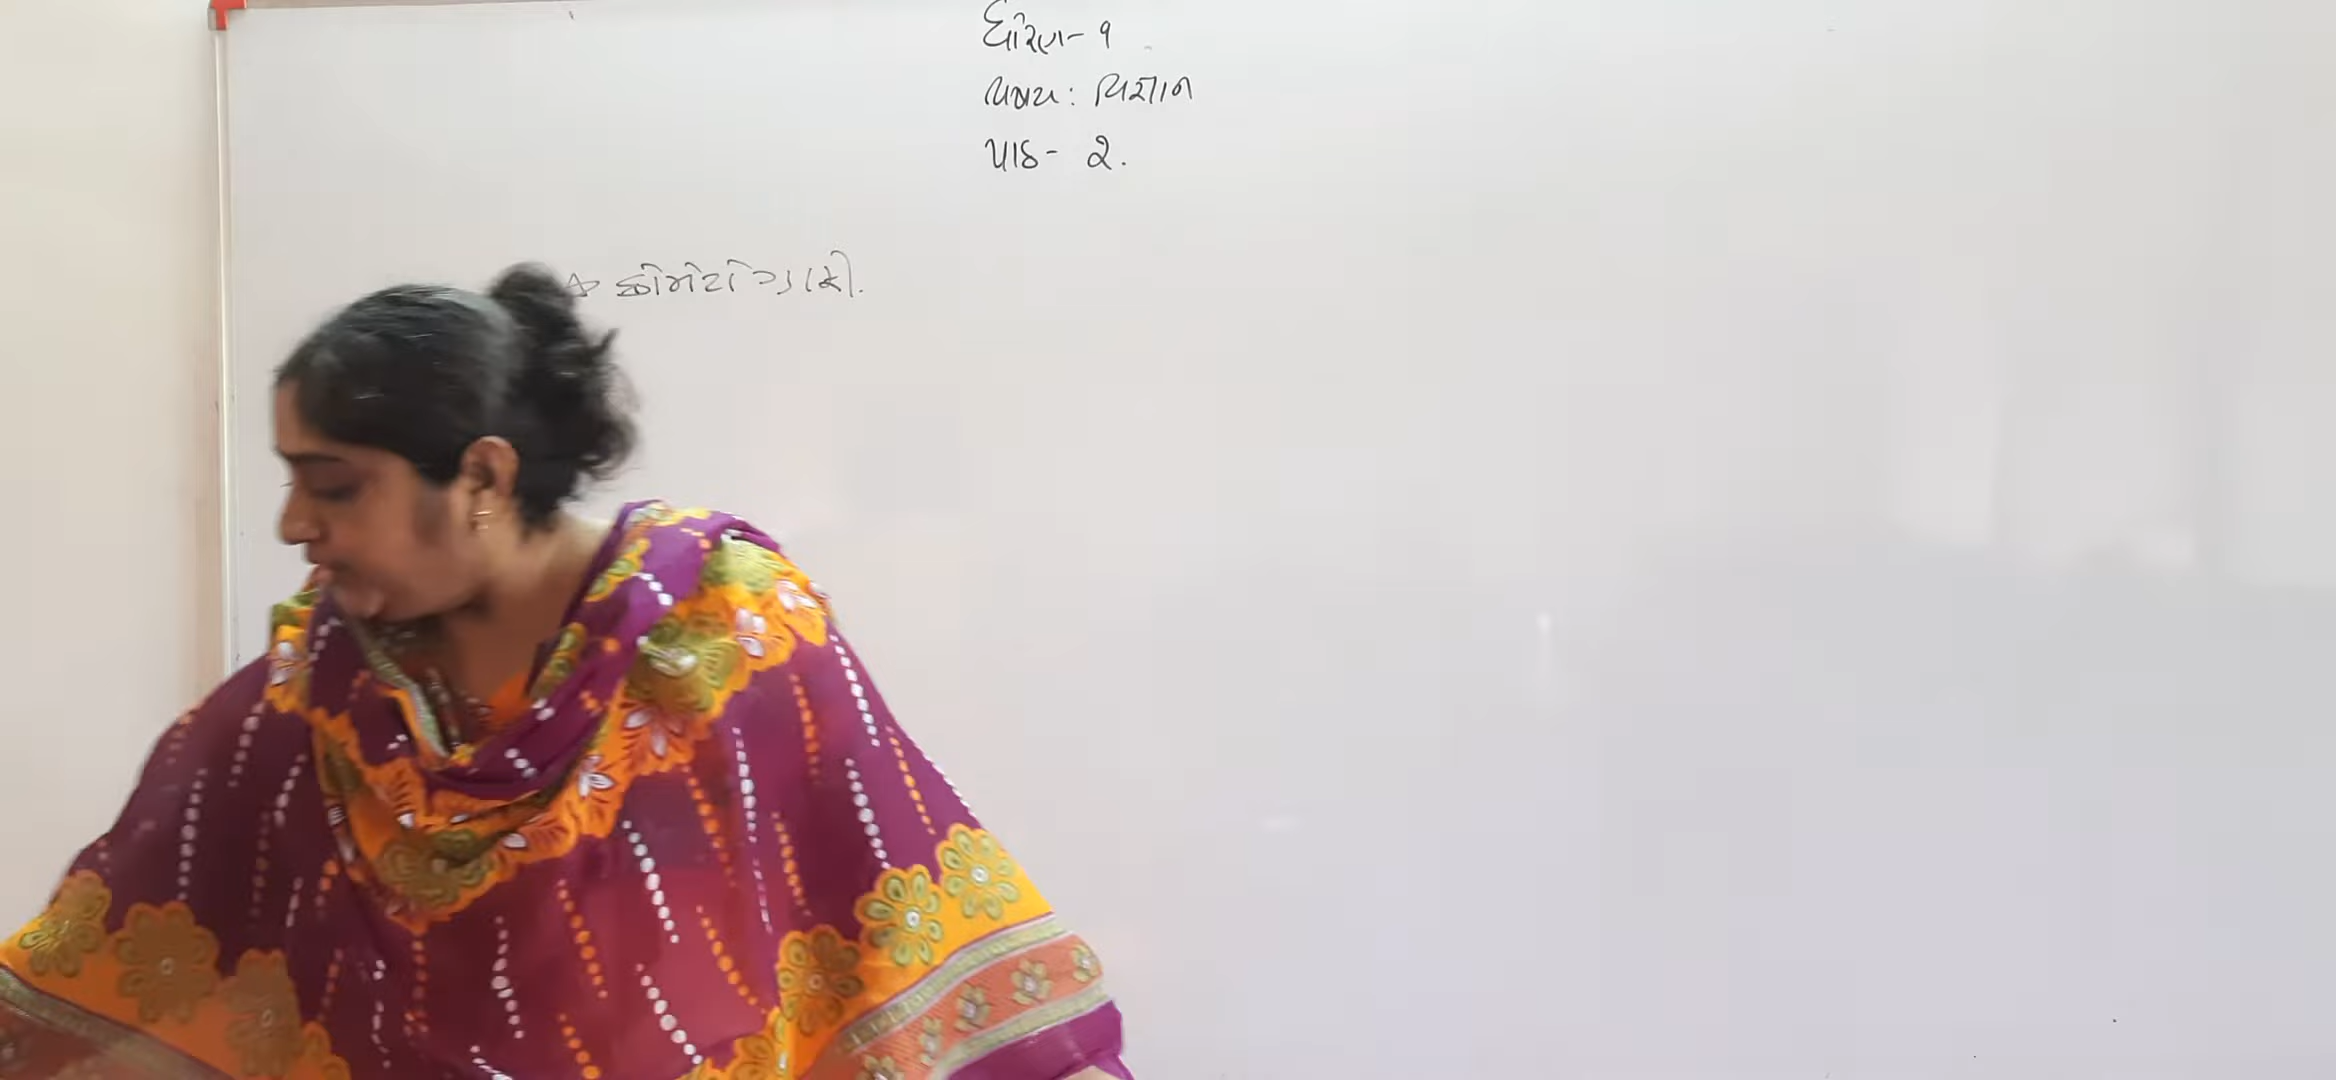 ધોરણ- ૧
વિષય: વિજ્ઞાન
પાઠ- ૨.
* ક્રોમેટોગ્રાફી.